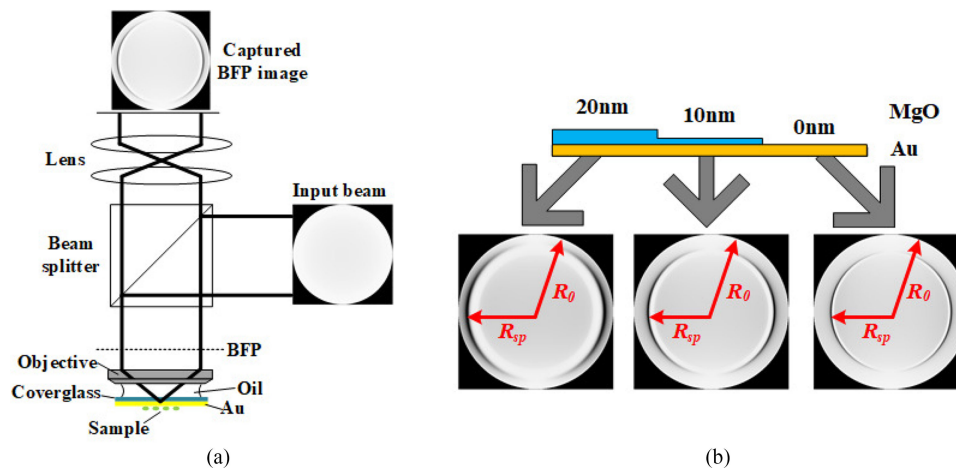 Captured
BFP image
Lens
Input beam
Beam
splitter
BFP
Objective
Coverglass
Oil
Au
Sample
(a)
20nm
10nm
0nm
MgO
Au
R0
Rsp
R0
Rsp
R0
Rsp
(b)